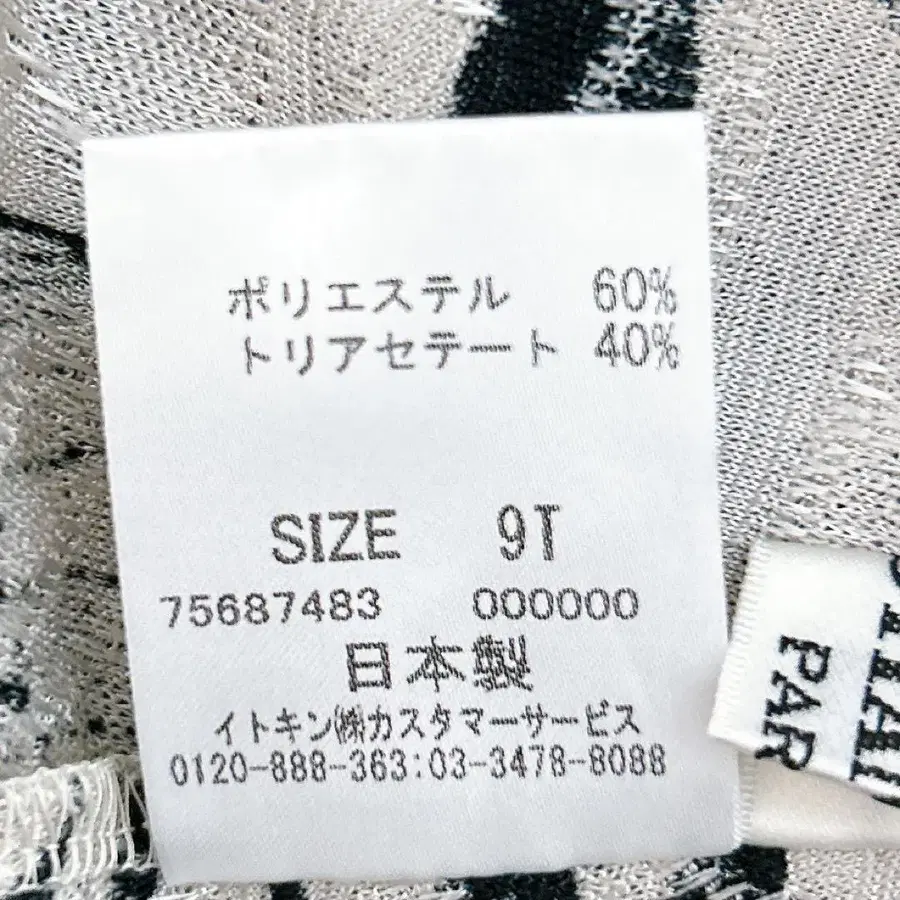 ポリエステル 60%
トリアセテート 40%
SIZE 9T
75687483 000000
日本製
イトキン㈱カスタマーサービス
0120-888-363:03-3478-8088
PAR